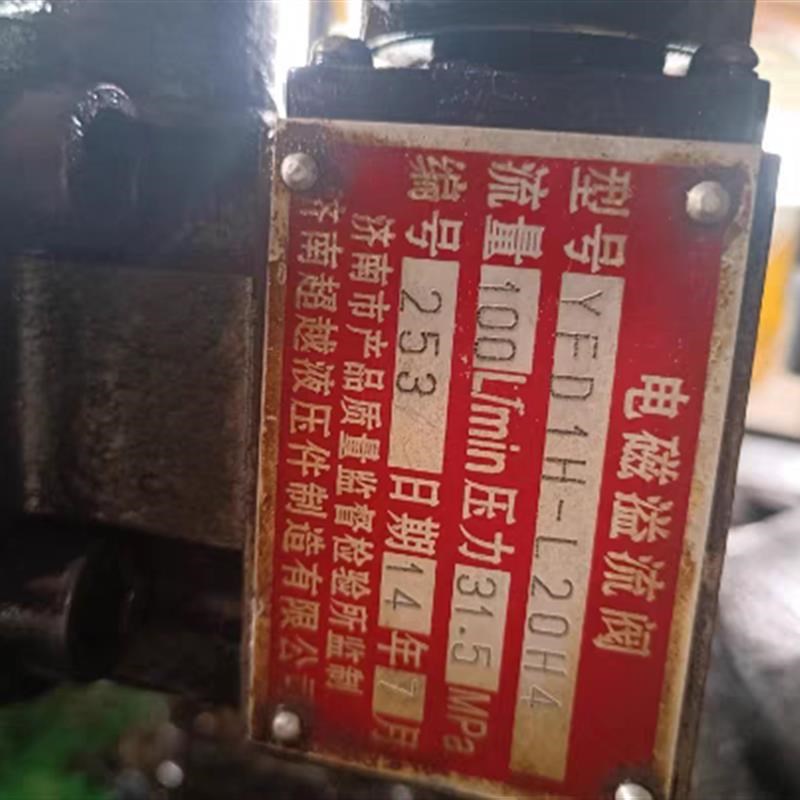 电磁溢流阀
型号 YFD1H-L20H4
流量 100L/min 压力 31.5 MPa
编号 253 日期 14 年 7 月
济南市产品质量监督检验所监制
济南超越液压件制造有限公司